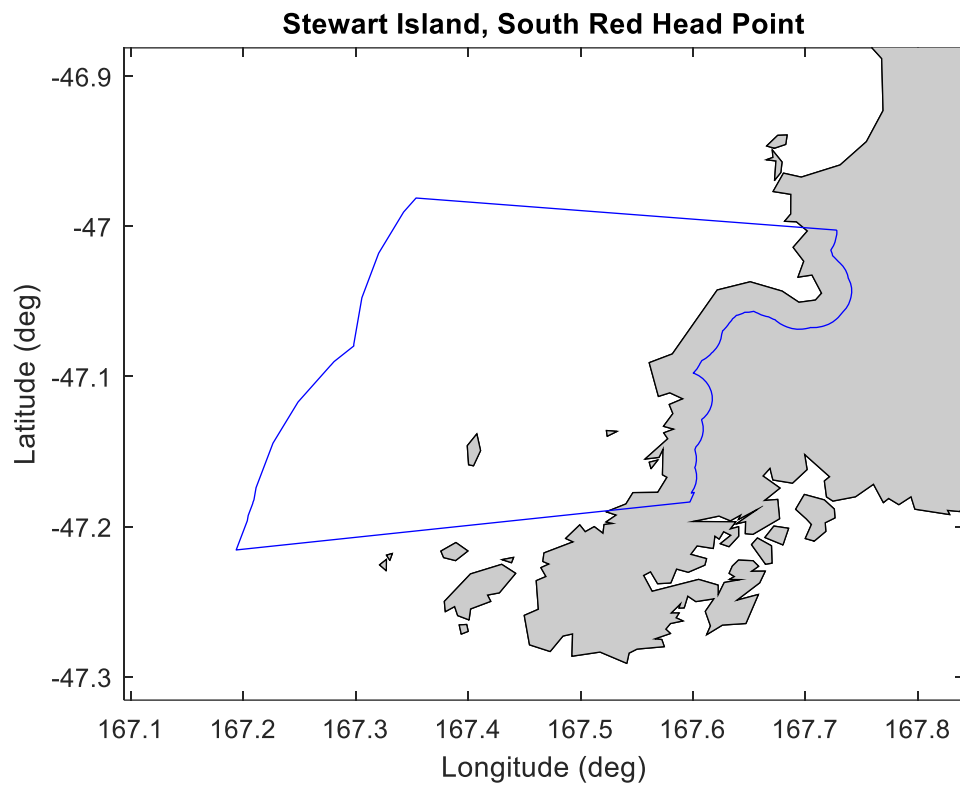 Stewart Island, South Red Head Point
-46.9
-47
-47.1
-47.2
-47.3
Latitude (deg)
167.1 167.2 167.3 167.4 167.5 167.6 167.7 167.8
Longitude (deg)